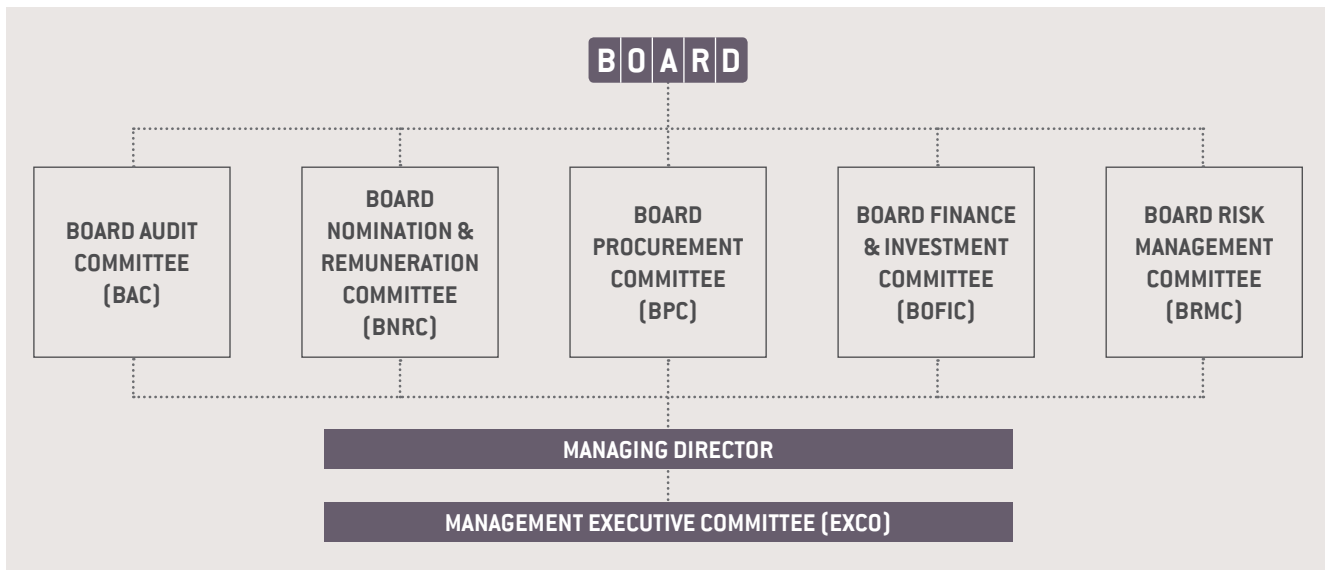 BOARD
BOARD AUDIT
COMMITTEE
(BAC)
BOARD
NOMINATION &
REMUNERATION
COMMITTEE
(BNRC)
BOARD
PROCUREMENT
COMMITTEE
(BPC)
BOARD FINANCE
& INVESTMENT
COMMITTEE
(BOFIC)
BOARD RISK
MANAGEMENT
COMMITTEE
(BRMC)
MANAGING DIRECTOR
MANAGEMENT EXECUTIVE COMMITTEE (EXCO)